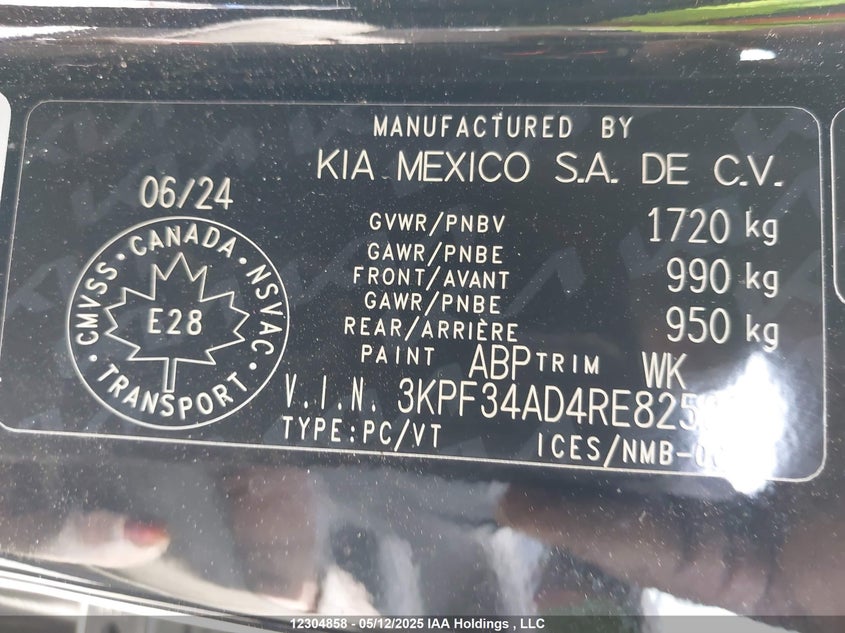 MANUFACTURED BY
KIA MEXICO S.A. DE C.V.
06/24
GVWR/PNBV 1720 kg
GAWR/PNBE
FRONT/AVANT 990 kg
GAWR/PNBE
REAR/ARRIÈRE 950 kg
PAINT ABP TRIM WK
V.I.N. 3KPF34AD4RE825
TYPE:PC/VT ICES/NMB-
CMVSS • CANADA • NSVAC • TRANSPORT •
E28
12304858 - 05/12/2025 IAA Holdings , LLC